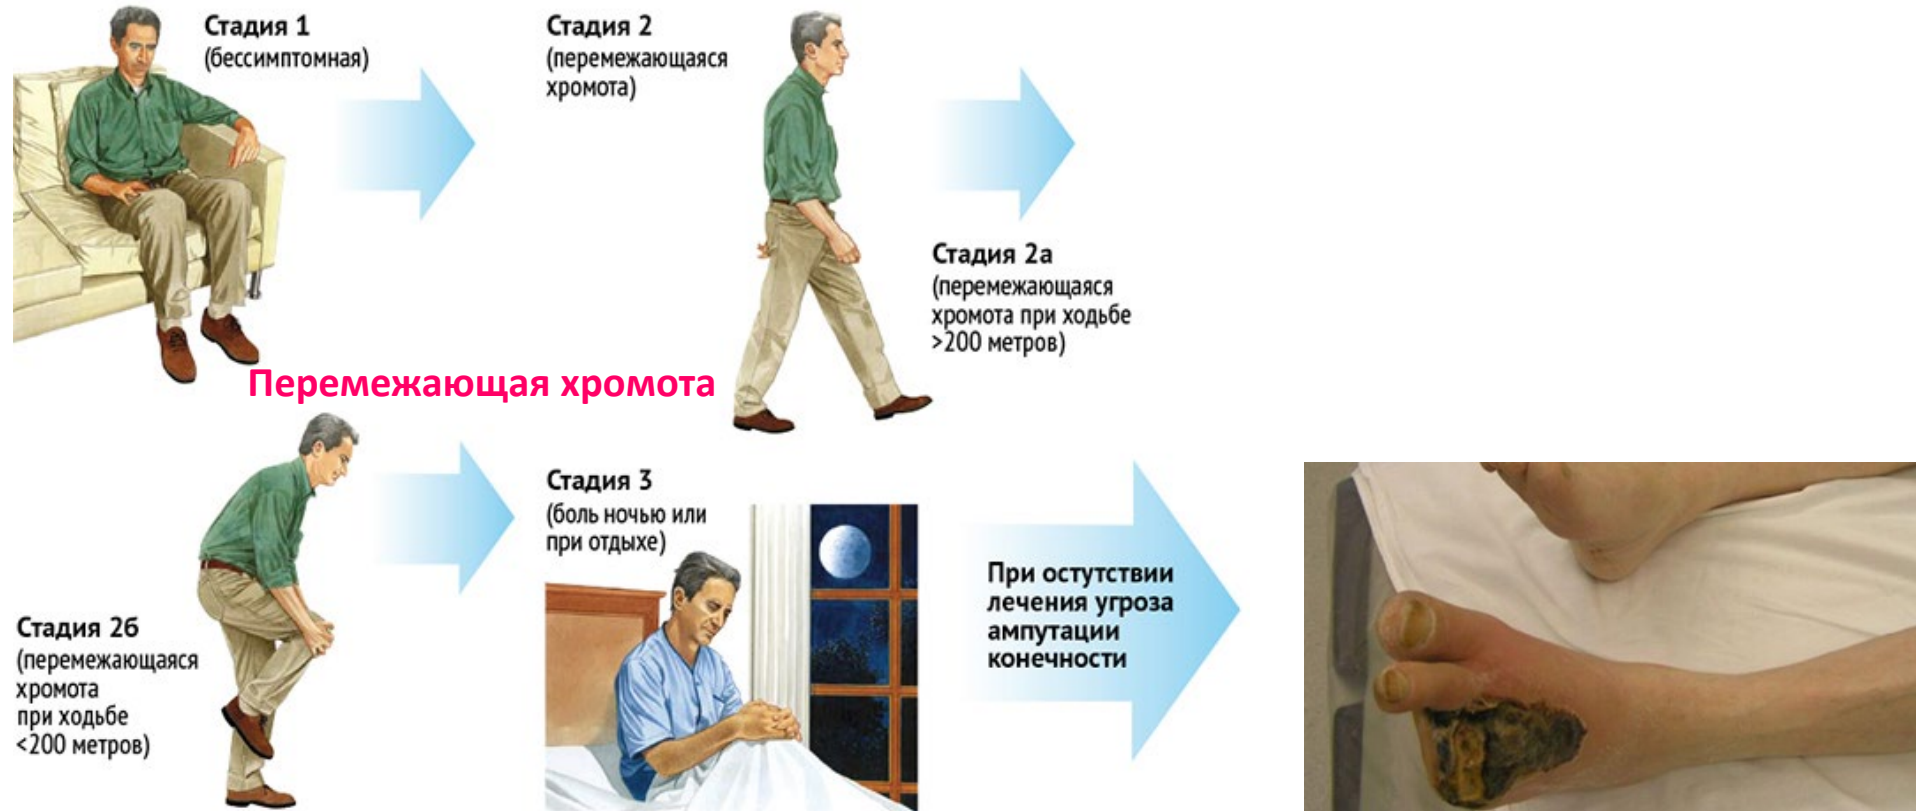 Стадия 1
(бессимптомная)
Стадия 2
(перемежающаяся
хромота)
Стадия 2а
(перемежающаяся
хромота при ходьбе
>200 метров)
Перемежающая хромота
Стадия 2б
(перемежающаяся
хромота
при ходьбе
<200 метров)
Стадия 3
(боль ночью или
при отдыхе)
При остутствии
лечения угроза
ампутации
конечности